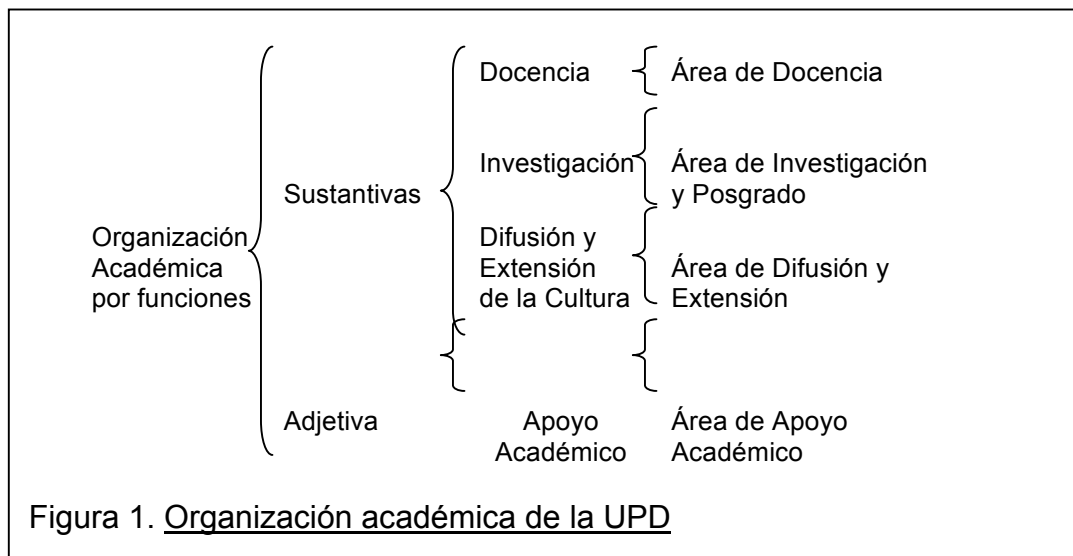 Docencia
Área de Docencia
Investigación
Área de Investigación
y Posgrado
Sustantivas
Organización
Académica
por funciones
Difusión y
Extensión
de la Cultura
Área de Difusión y
Extensión
Adjetiva
Apoyo
Académico
Área de Apoyo
Académico
Figura 1. Organización académica de la UPD